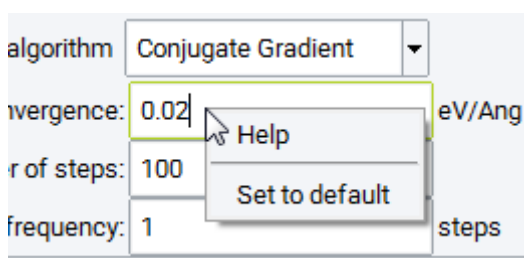 algorithm Conjugate Gradient
nvergence: 0.02 eV/Ang
Help
r of steps: 100
Set to default
frequency: 1 steps